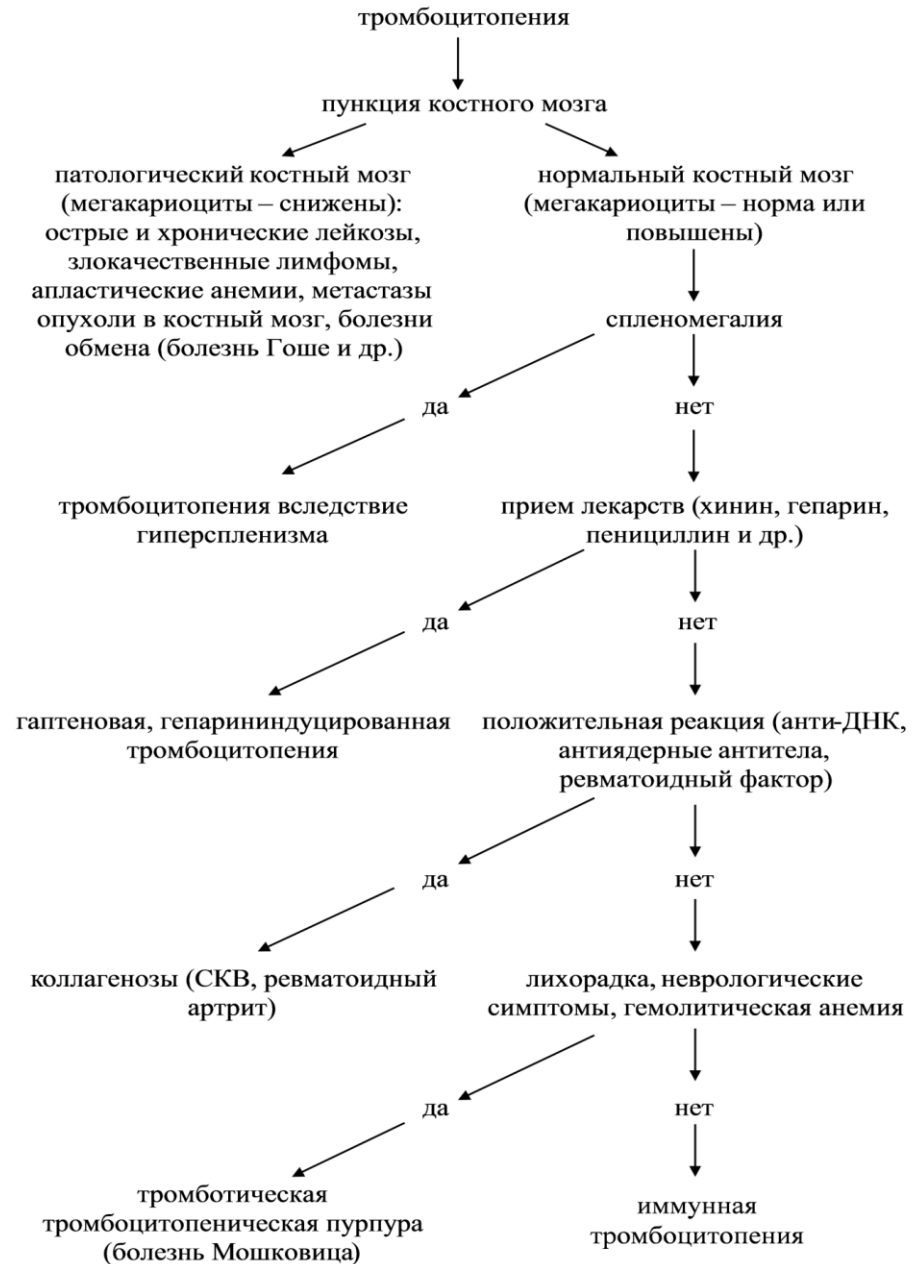 тромбоцитопения
пункция костного мозга
патологический костный мозг
(мегакариоциты – снижены):
острые и хронические лейкозы,
злокачественные лимфомы,
апластические анемии, метастазы
опухоли в костный мозг, болезни
обмена (болезнь Гоше и др.)
нормальный костный мозг
(мегакариоциты – норма или
повышены)
спленомегалия
да
нет
тромбоцитопения вследствие
гиперспленизма
прием лекарств (хинин, гепарин,
пенициллин и др.)
да
нет
гаптеновая, гепарининдуцированная
тромбоцитопения
положительная реакция (анти-ДНК,
антиядерные антитела,
ревматоидный фактор)
да
нет
коллагенозы (СКВ, ревматоидный
артрит)
лихорадка, неврологические
симптомы, гемолитическая анемия
да
нет
тромботическая
тромбоцитопеническая пурпура
(болезнь Мошковица)
иммунная
тромбоцитопения